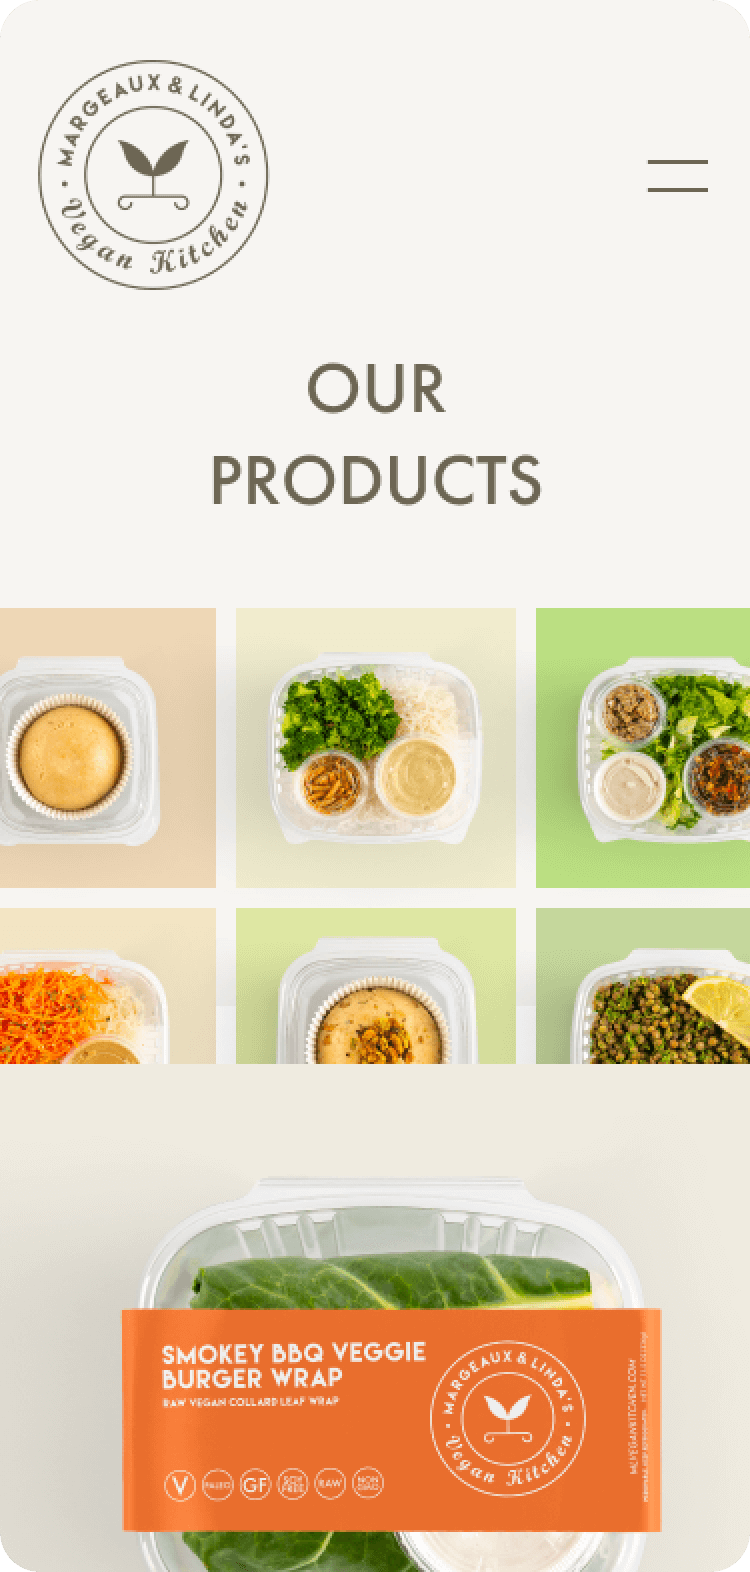 MARGEAUX & LINDA'S
Vegan Kitchen
OUR
PRODUCTS
SMOKEY BBQ VEGGIE
BURGER WRAP
RAW VEGAN COLLARD LEAF WRAP
MARGEAUX & LINDA'S
Vegan Kitchen
V
PALEO
GF
SOY
FREE
RAW
NON
GMO
MLVEGANKITCHEN.COM